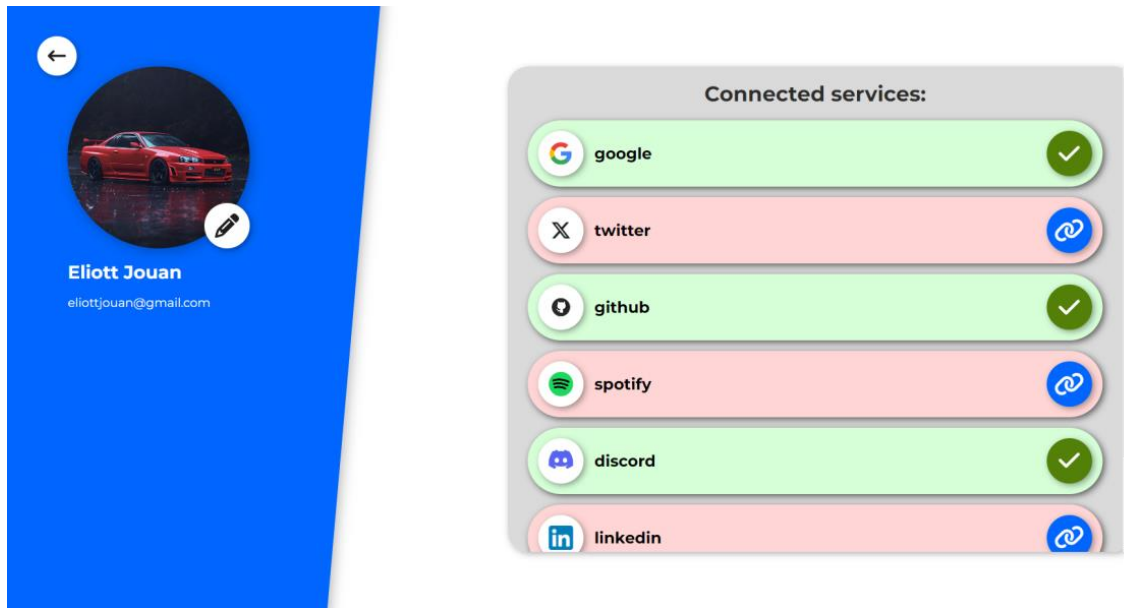 Eliott Jouan
eliottjouan@gmail.com
Connected services:
google
twitter
github
spotify
discord
linkedin